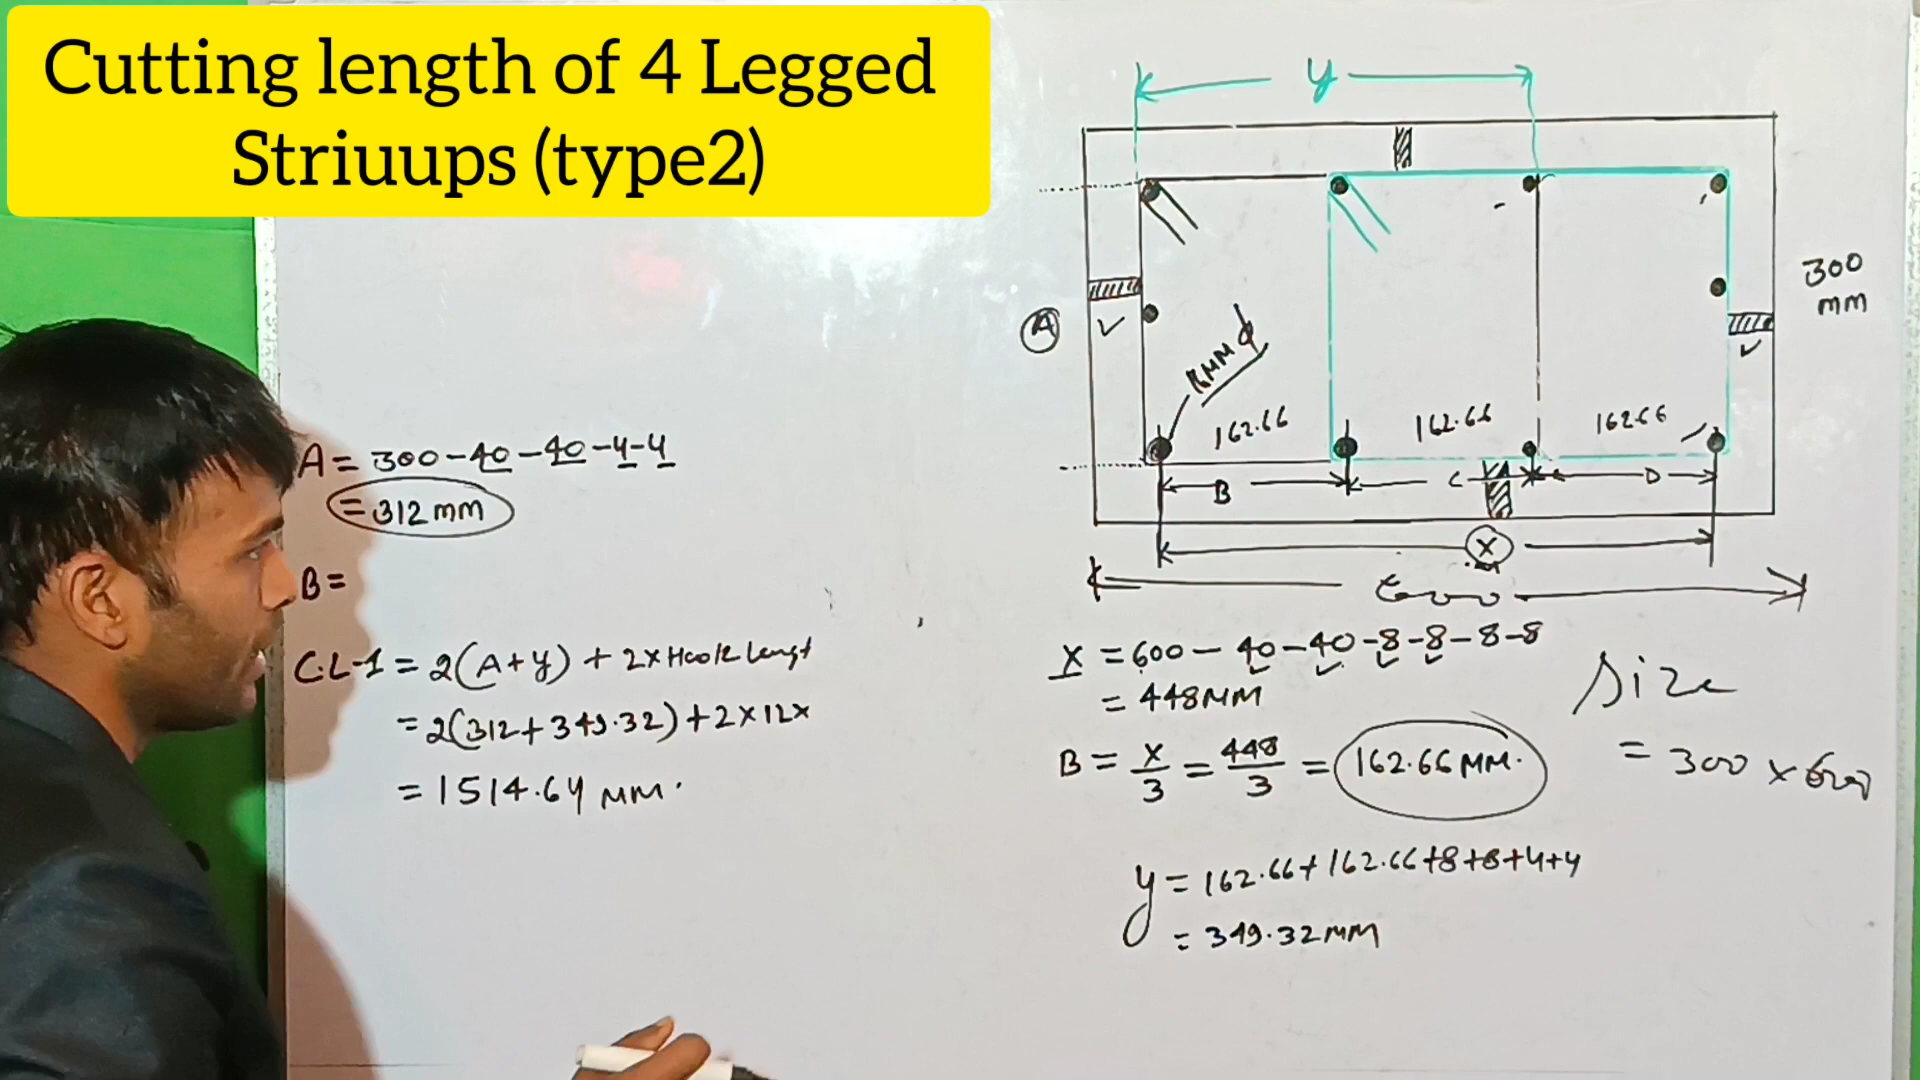 Cutting length of 4 Legged
Striuups (type2)
y
A
300
mm
8MM ϕ
162.66
162.66
162.66
B
C
D
X
600
A = 300 - 40 - 40 - 4 - 4
= 312 mm
B =
C.L-1 = 2(A+y) + 2x Hook Lengt
= 2(312 + 349.32) + 2 x 12 x
= 1514.64 MM.
X = 600 - 40 - 40 - 8 - 8 - 8 - 8
= 448MM
B = X/3 = 448/3 = 162.66 MM.
y = 162.66 + 162.66 + 8 + 8 + 4 + 4
= 349.32 MM
Size
= 300 x 600